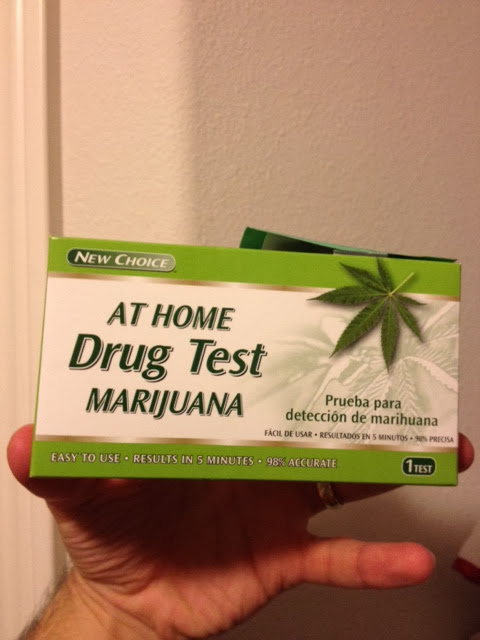 NEW CHOICE
AT HOME
Drug Test
MARIJUANA
Prueba para
detección de marihuana
FÁCIL DE USAR • RESULTADOS EN 5 MINUTOS • 98% PRECISA
EASY TO USE • RESULTS IN 5 MINUTES • 98% ACCURATE
1 TEST